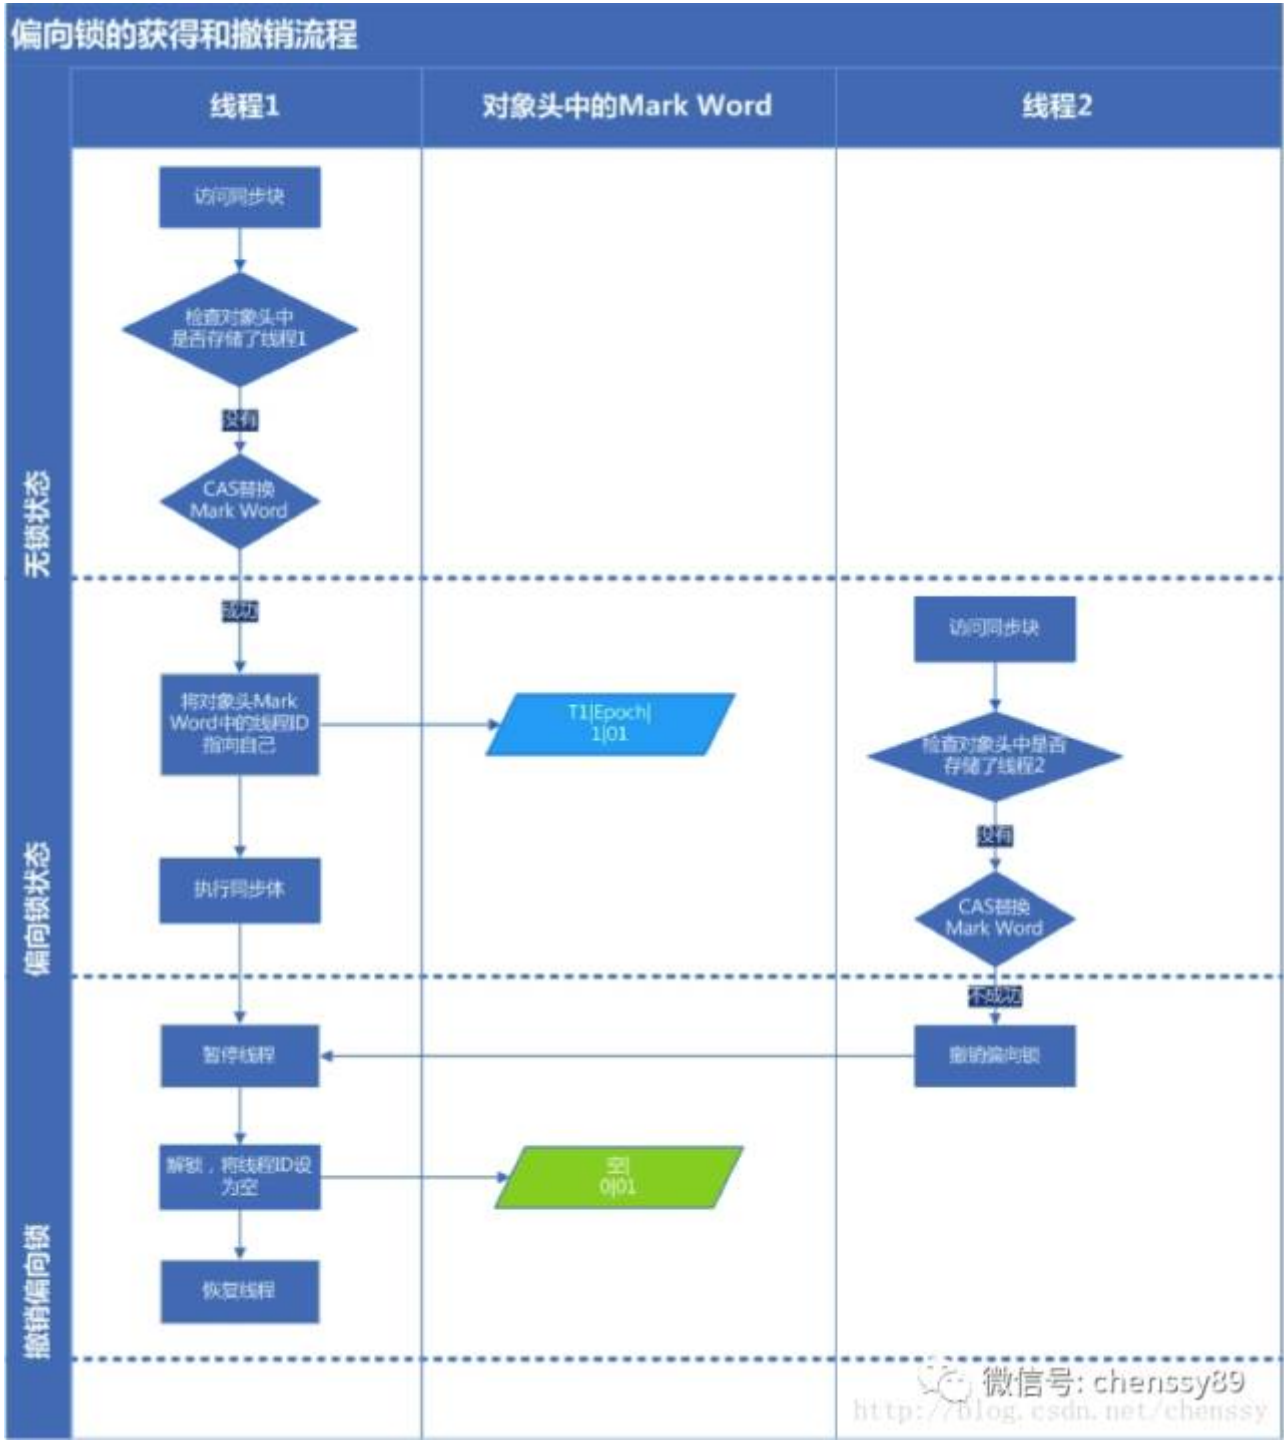 偏向锁的获得和撤销流程
线程1
对象头中的Mark Word
线程2
无锁状态
访问同步块
检查对象头中
是否存储了线程1
没有
CAS替换
Mark Word
偏向锁状态
成功
将对象头Mark
Word中的线程ID
指向自己
T1|Epoch|
1|01
执行同步体
访问同步块
检查对象头中是否
存储了线程2
没有
CAS替换
Mark Word
撤销偏向锁
不成功
撤销偏向锁
暂停线程
解锁，将线程ID设
为空
空|
0|01
恢复线程
微信号: chenssy89
http://blog.csdn.net/chenssy